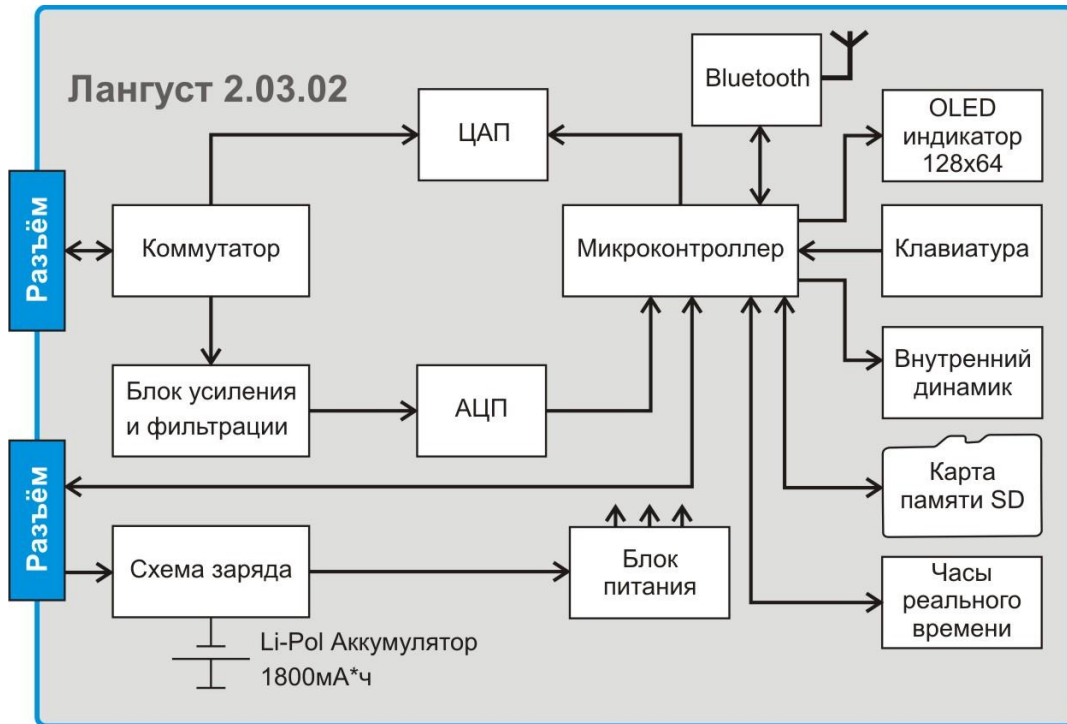 Лангуст 2.03.02
Bluetooth
ЦАП
OLED
индикатор
128x64
Разъём
Коммутатор
Микроконтроллер
Клавиатура
Блок усиления
и фильтрации
АЦП
Внутренний
динамик
Разъём
Карта
памяти SD
Схема заряда
Блок
питания
Часы
реального
времени
Li-Pol Аккумулятор
1800мА*ч